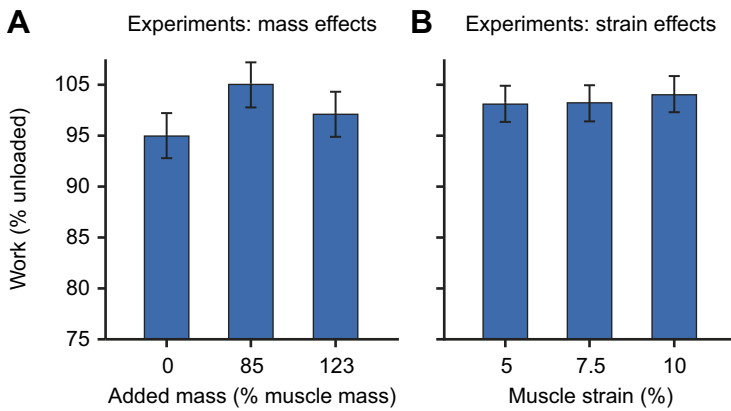 A
Experiments: mass effects
B
Experiments: strain effects
Work (% unloaded)
105
95
90
85
80
75
0
85
123
5
7.5
10
Added mass (% muscle mass)
Muscle strain (%)